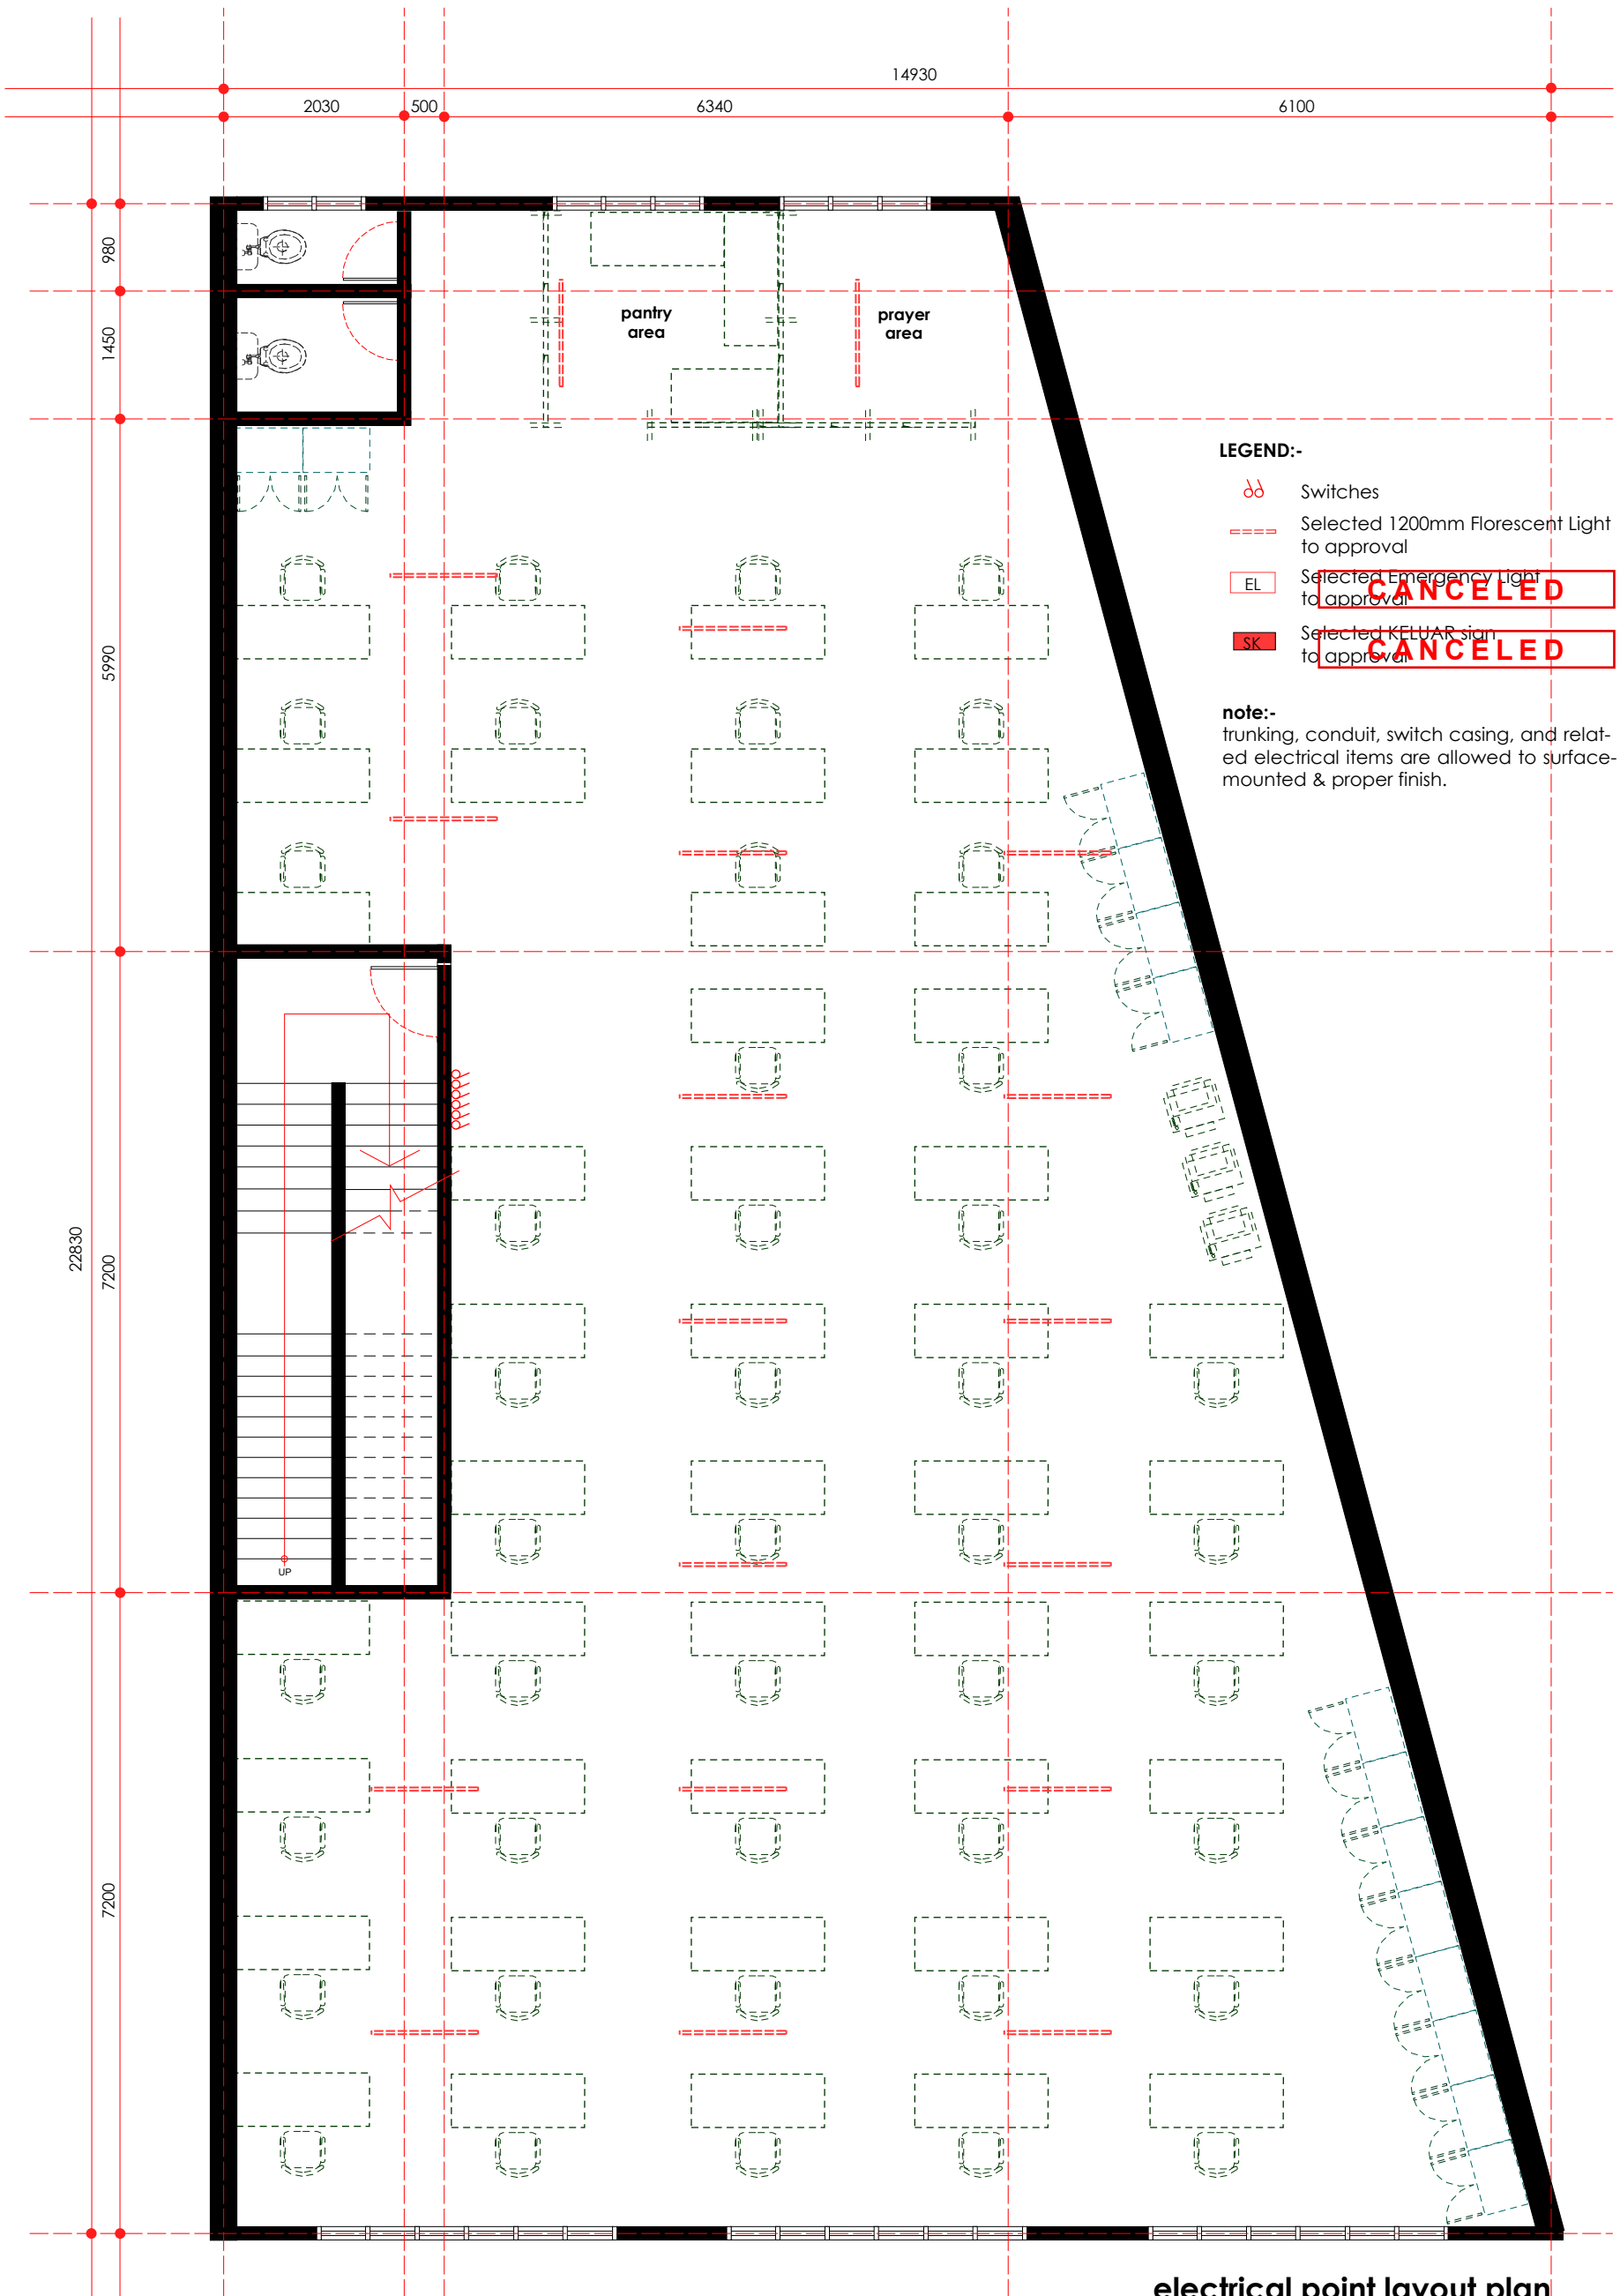 14930
2030
500
6340
6100
980
1450
5990
22830
7200
7200
pantry
area
prayer
area
LEGEND:-
Switches
Selected 1200mm Florescent Light
to approval
EL
Selected Emergency Light
to approval
CANCELED
SK
Selected KELUAR sign
to approval
CANCELED
note:-
trunking, conduit, switch casing, and relat-
ed electrical items are allowed to surface-
mounted & proper finish.
UP
electrical point layout plan